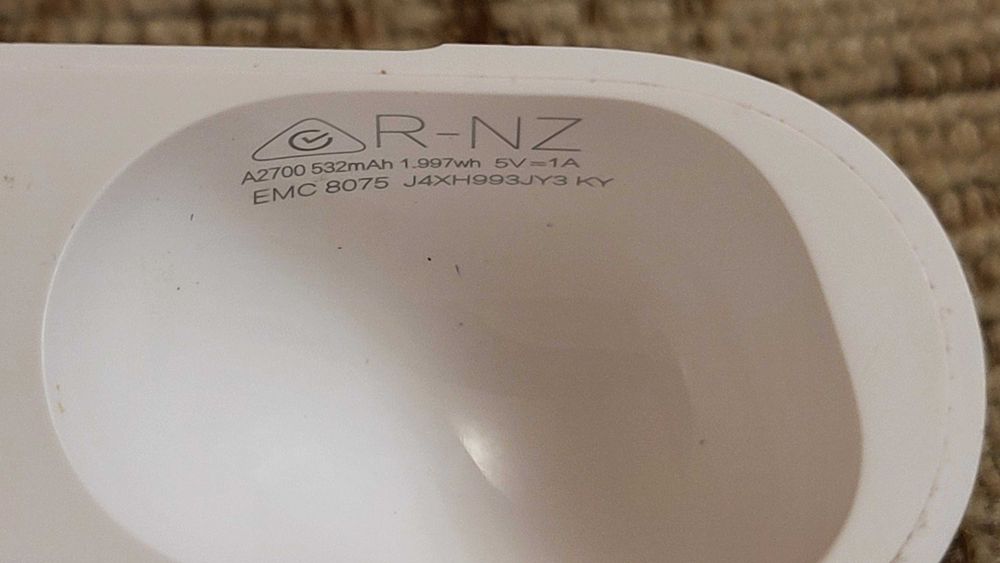 R-NZ
A2700 532mAh 1.997wh 5V⎓1A
EMC 8075 J4XH993JY3 KY